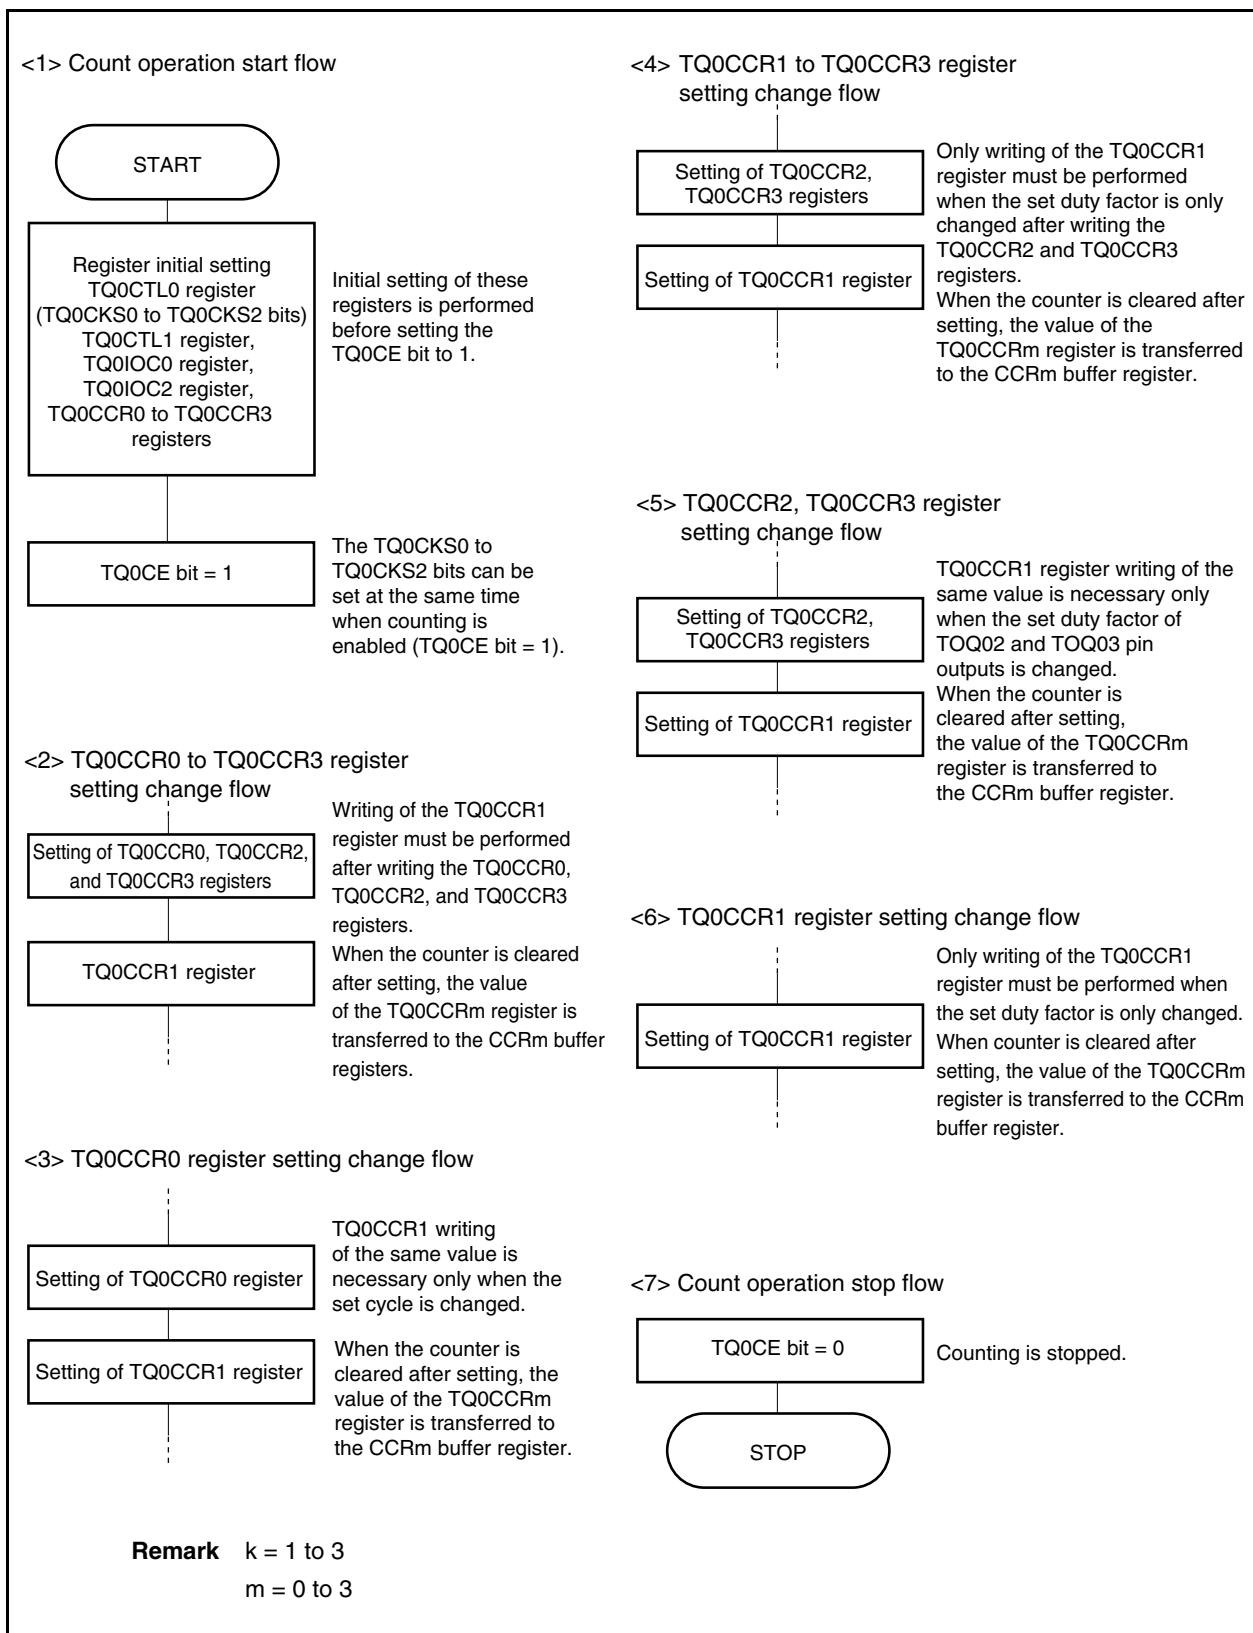 <1> Count operation start flow
START
Register initial setting
TQ0CTL0 register
(TQ0CKS0 to TQ0CKS2 bits)
TQ0CTL1 register,
TQ0IOC0 register,
TQ0IOC2 register,
TQ0CCR0 to TQ0CCR3
registers
Initial setting of these
registers is performed
before setting the
TQ0CE bit to 1.
TQ0CE bit = 1
The TQ0CKS0 to
TQ0CKS2 bits can be
set at the same time
when counting is
enabled (TQ0CE bit = 1).
<2> TQ0CCR0 to TQ0CCR3 register
setting change flow
Setting of TQ0CCR0, TQ0CCR2,
and TQ0CCR3 registers
TQ0CCR1 register
Writing of the TQ0CCR1
register must be performed
after writing the TQ0CCR0,
TQ0CCR2, and TQ0CCR3
registers.
When the counter is cleared
after setting, the value
of the TQ0CCRm register is
transferred to the CCRm buffer
registers.
<3> TQ0CCR0 register setting change flow
Setting of TQ0CCR0 register
Setting of TQ0CCR1 register
TQ0CCR1 writing
of the same value is
necessary only when the
set cycle is changed.
When the counter is
cleared after setting, the
value of the TQ0CCRm
register is transferred to
the CCRm buffer register.
<4> TQ0CCR1 to TQ0CCR3 register
setting change flow
Setting of TQ0CCR2,
TQ0CCR3 registers
Setting of TQ0CCR1 register
Only writing of the TQ0CCR1
register must be performed
when the set duty factor is only
changed after writing the
TQ0CCR2 and TQ0CCR3
registers.
When the counter is cleared after
setting, the value of the
TQ0CCRm register is transferred
to the CCRm buffer register.
<5> TQ0CCR2, TQ0CCR3 register
setting change flow
Setting of TQ0CCR2,
TQ0CCR3 registers
Setting of TQ0CCR1 register
TQ0CCR1 register writing of the
same value is necessary only
when the set duty factor of
TOQ02 and TOQ03 pin
outputs is changed.
When the counter is
cleared after setting,
the value of the TQ0CCRm
register is transferred to
the CCRm buffer register.
<6> TQ0CCR1 register setting change flow
Setting of TQ0CCR1 register
Only writing of the TQ0CCR1
register must be performed when
the set duty factor is only changed.
When counter is cleared after
setting, the value of the TQ0CCRm
register is transferred to the CCRm
buffer register.
<7> Count operation stop flow
TQ0CE bit = 0
Counting is stopped.
STOP
Remark k = 1 to 3
m = 0 to 3